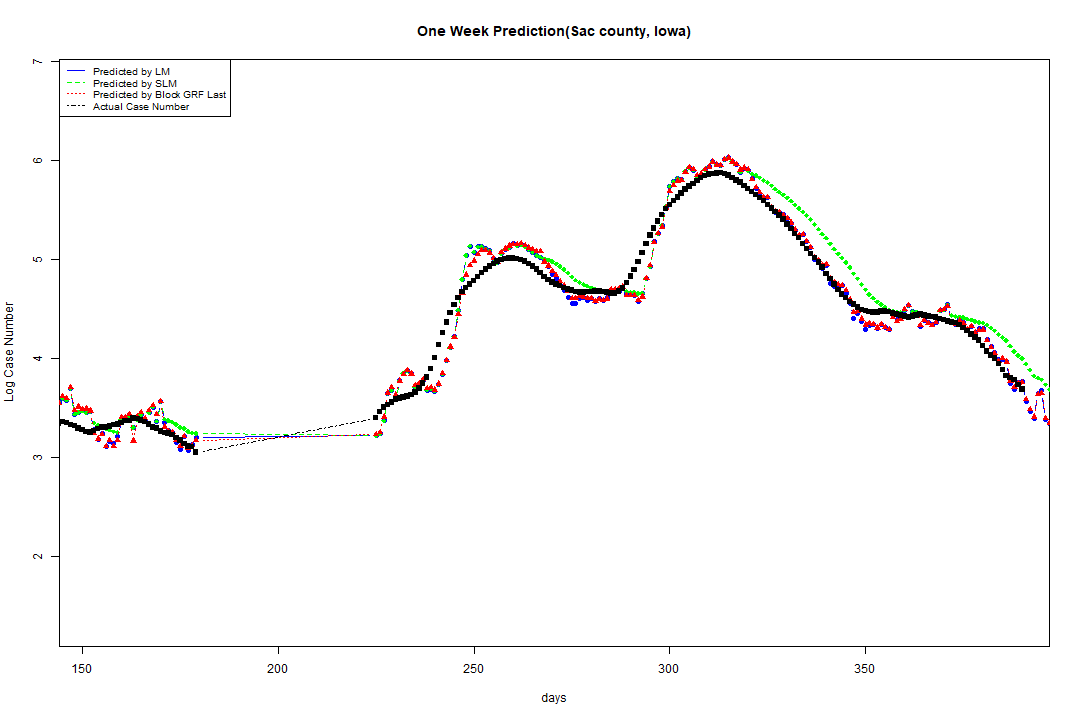 One Week Prediction(Sac county, Iowa)
Predicted by LM
Predicted by SLM
Predicted by Block GRF Last
Actual Case Number
7
6
5
4
3
2
Log Case Number
150 200 250 300 350
days